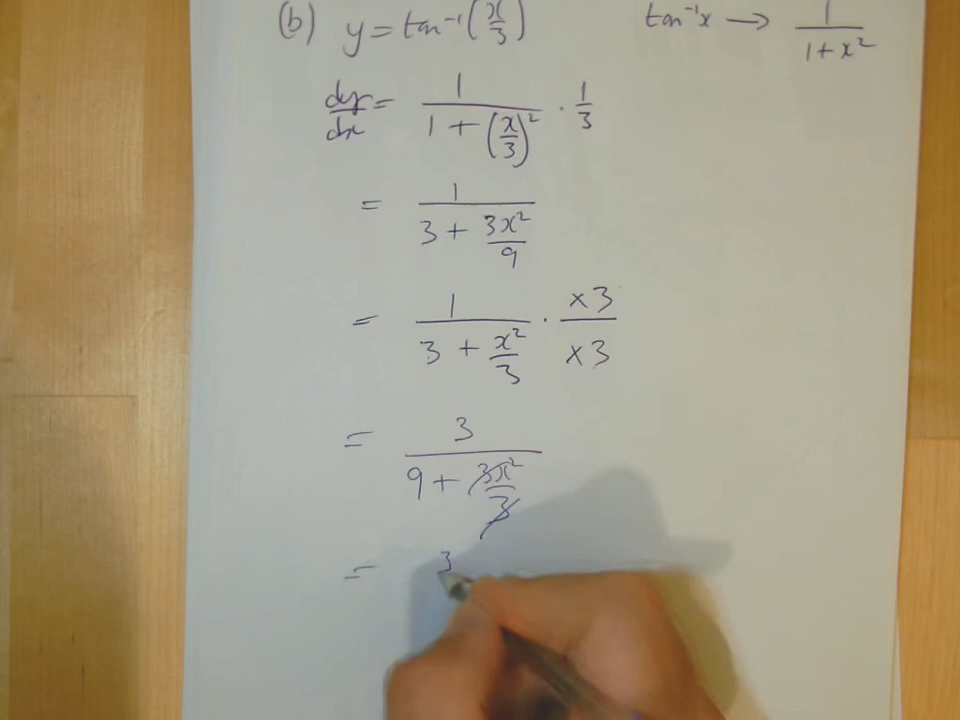 (b) y = tan⁻¹(x/3) tan⁻¹x → 1/(1+x²)
dy/dx = 1/(1 + (x/3)²) · 1/3
= 1/(3 + 3x²/9)
= 1/(3 + x²/3) · ×3/×3
= 3/(9 + 3x²/3)
= 3